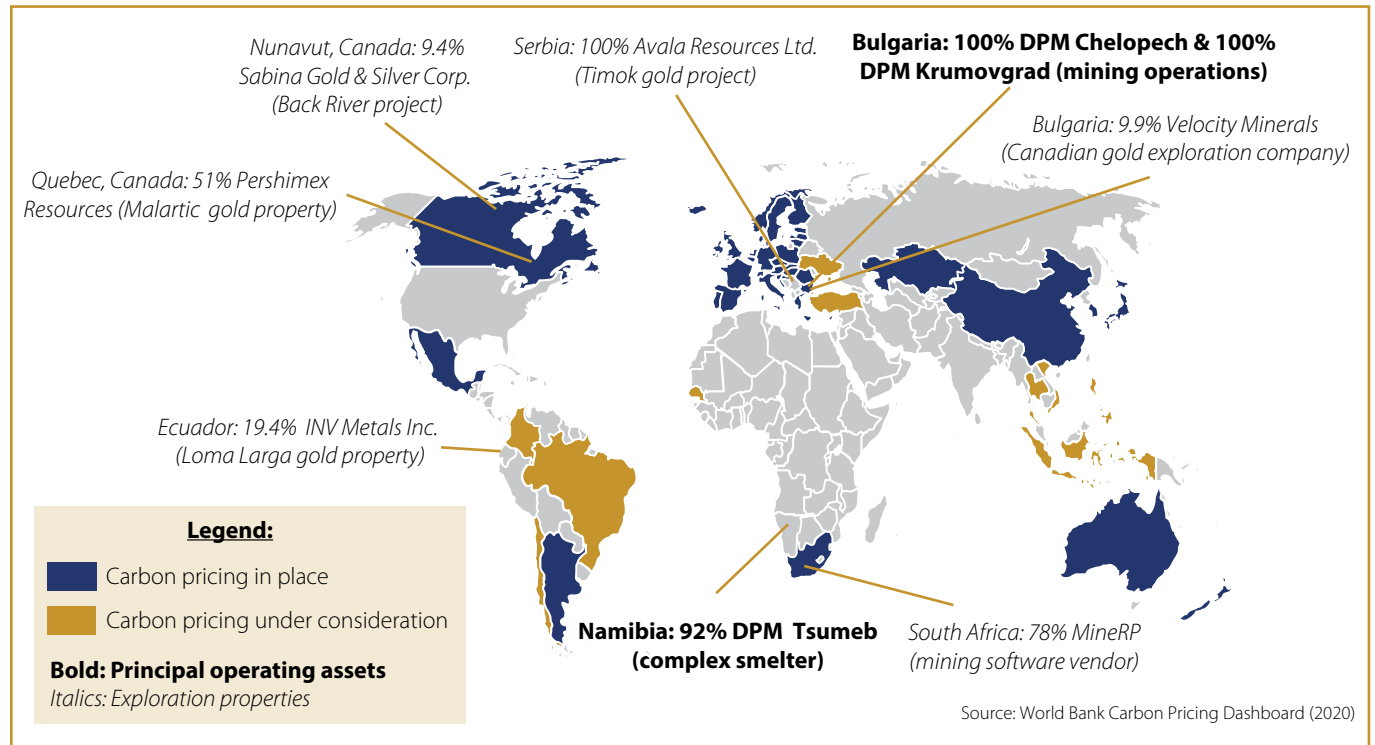 Nunavut, Canada: 9.4%
Sabina Gold & Silver Corp.
(Back River project)
Serbia: 100% Avala Resources Ltd.
(Timok gold project)
Bulgaria: 100% DPM Chelopech & 100%
DPM Krumovgrad (mining operations)
Bulgaria: 9.9% Velocity Minerals
(Canadian gold exploration company)
Quebec, Canada: 51% Pershimex
Resources (Malartic gold property)
Ecuador: 19.4% INV Metals Inc.
(Loma Larga gold property)
Legend:
Carbon pricing in place
Carbon pricing under consideration
Bold: Principal operating assets
Italics: Exploration properties
Namibia: 92% DPM Tsumeb
(complex smelter)
South Africa: 78% MineRP
(mining software vendor)
Source: World Bank Carbon Pricing Dashboard (2020)